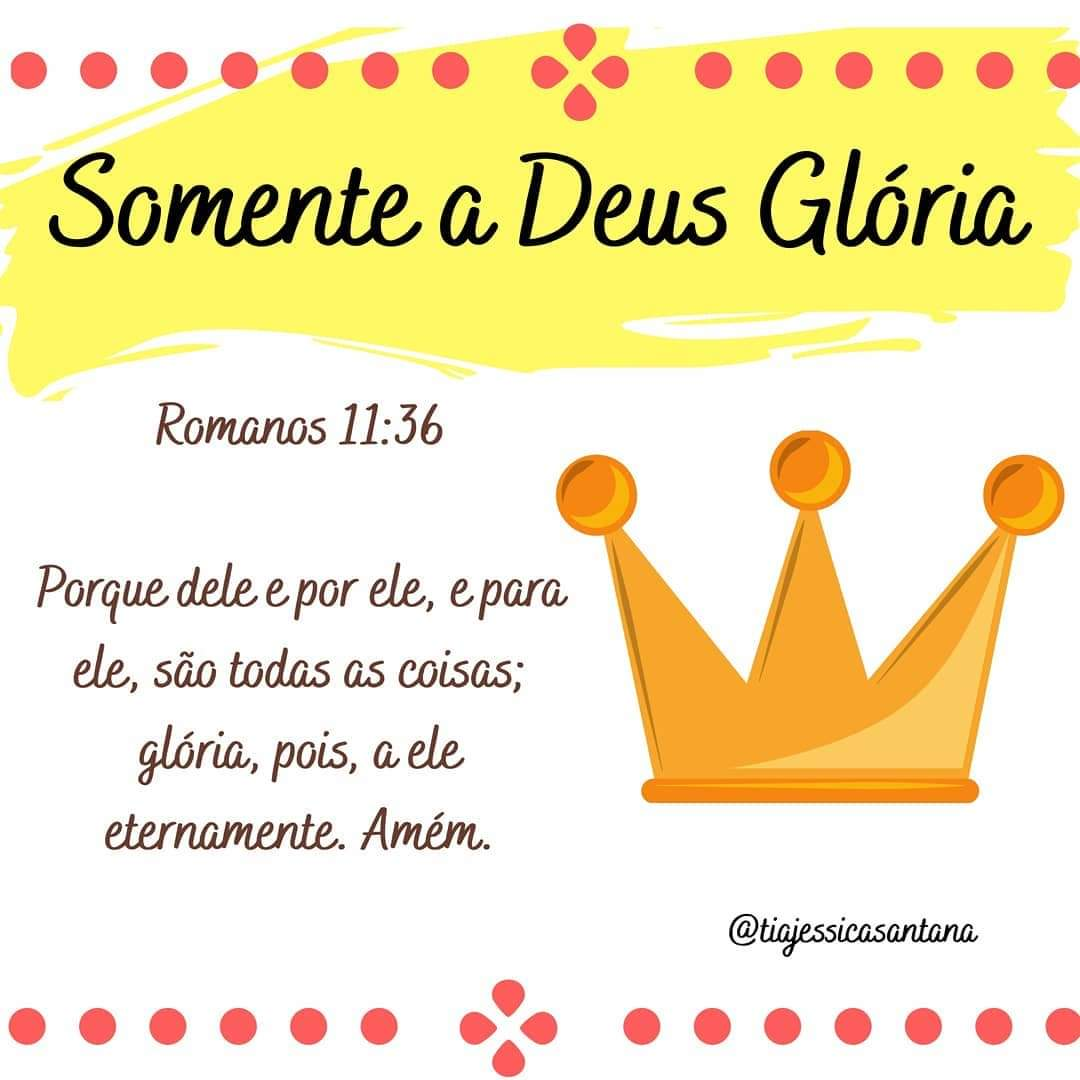 Somente a Deus Glória
Romanos 11:36
Porque dele e por ele, e para
ele, são todas as coisas;
glória, pois, a ele
eternamente. Amém.
@tiajessicasantana